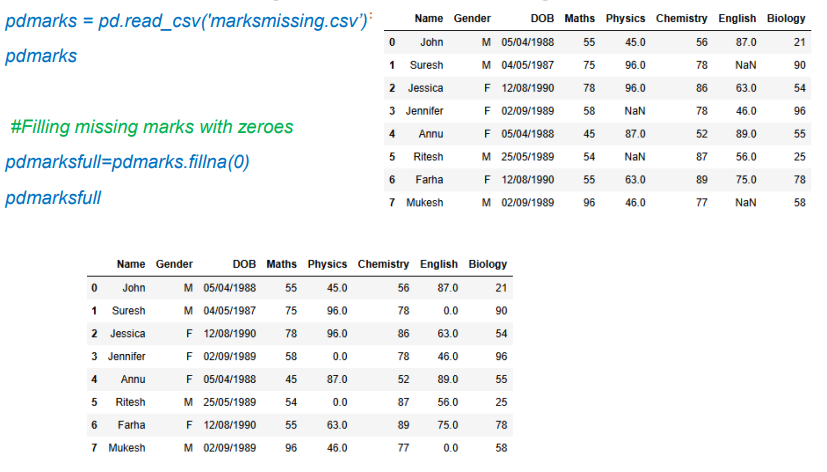 pdmarks = pd.read_csv('marksmissing.csv’):
pdmarks
#Filling missing marks with zeroes
pdmarksfull=pdmarks.fillna(0)
pdmarksfull
Name Gender DOB Maths Physics Chemistry English Biology
0 John M 05/04/1988 55 45.0 56 87.0 21
1 Suresh M 04/05/1987 75 96.0 78 NaN 90
2 Jessica F 12/08/1990 78 96.0 86 63.0 54
3 Jennifer F 02/09/1989 58 NaN 78 46.0 96
4 Annu F 05/04/1988 45 87.0 52 89.0 55
5 Ritesh M 25/05/1989 54 NaN 87 56.0 25
6 Farha F 12/08/1990 55 63.0 89 75.0 78
7 Mukesh M 02/09/1989 96 46.0 77 NaN 58
Name Gender DOB Maths Physics Chemistry English Biology
0 John M 05/04/1988 55 45.0 56 87.0 21
1 Suresh M 04/05/1987 75 96.0 78 0.0 90
2 Jessica F 12/08/1990 78 96.0 86 63.0 54
3 Jennifer F 02/09/1989 58 0.0 78 46.0 96
4 Annu F 05/04/1988 45 87.0 52 89.0 55
5 Ritesh M 25/05/1989 54 0.0 87 56.0 25
6 Farha F 12/08/1990 55 63.0 89 75.0 78
7 Mukesh M 02/09/1989 96 46.0 77 0.0 58